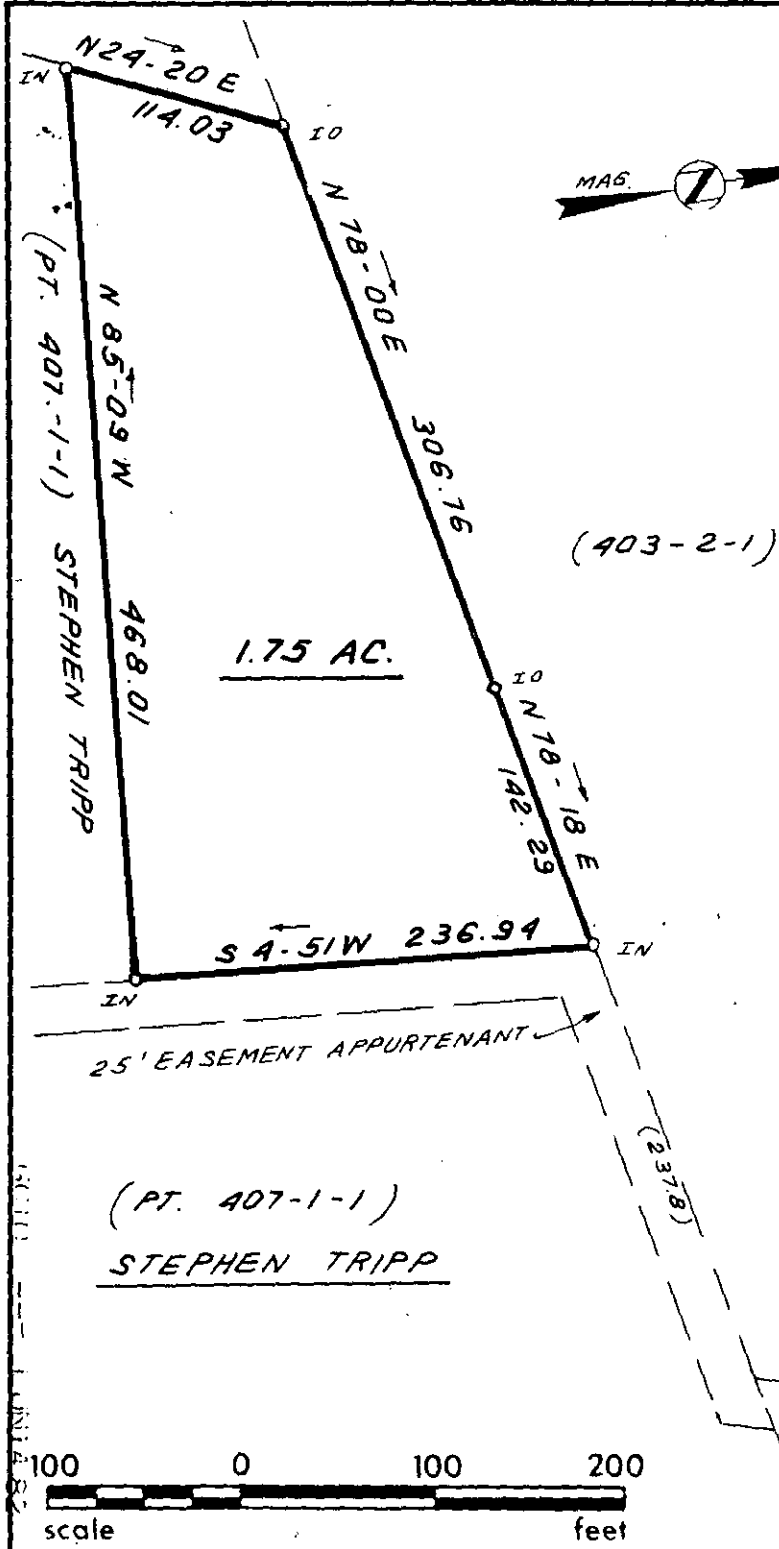 N24-20 E
114.03
IN
IO
MAG.
N 78-00 E
306.76
(PT. 407-1-1) STEPHEN TRIPP
N 85-09 W
468.01
(403-2-1)
1.75 AC.
IO
N 78-18 E
142.29
S 4-51 W 236.94
IN
IN
25' EASEMENT APPURTENANT
(237.8)
(PT. 407-1-1)
STEPHEN TRIPP
100 0 100 200
scale feet